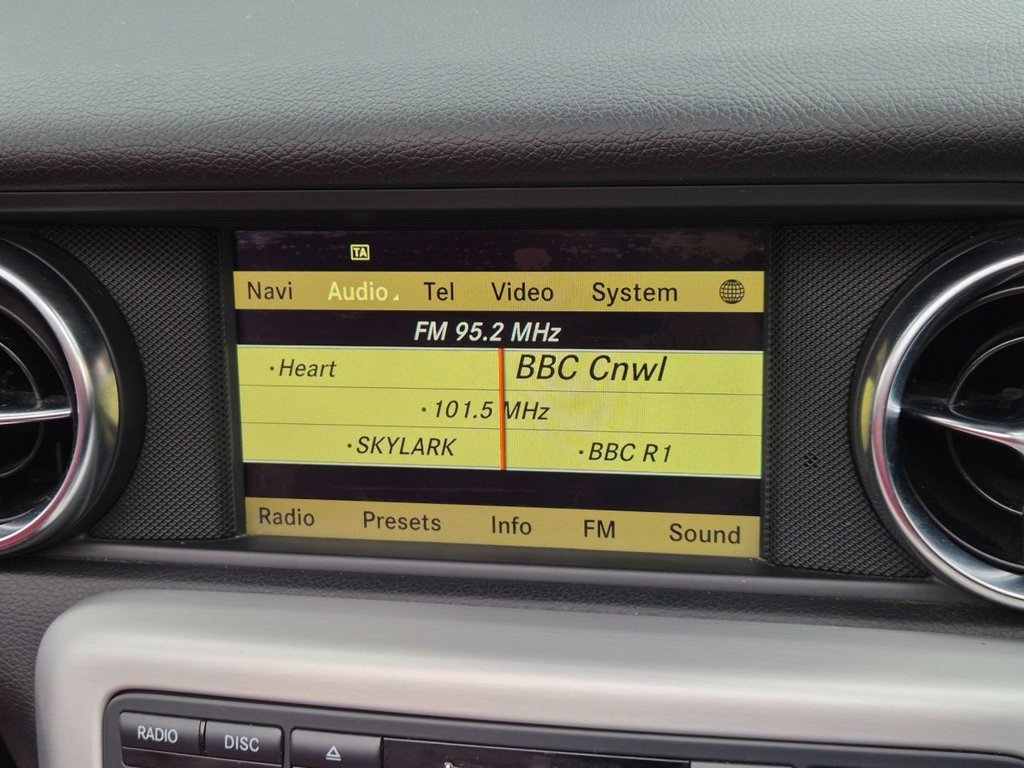 TA
Navi Audio Tel Video System
FM 95.2 MHz
·Heart BBC Cnwl
·101.5 MHz
·SKYLARK ·BBC R1
Radio Presets Info FM Sound
RADIO DISC